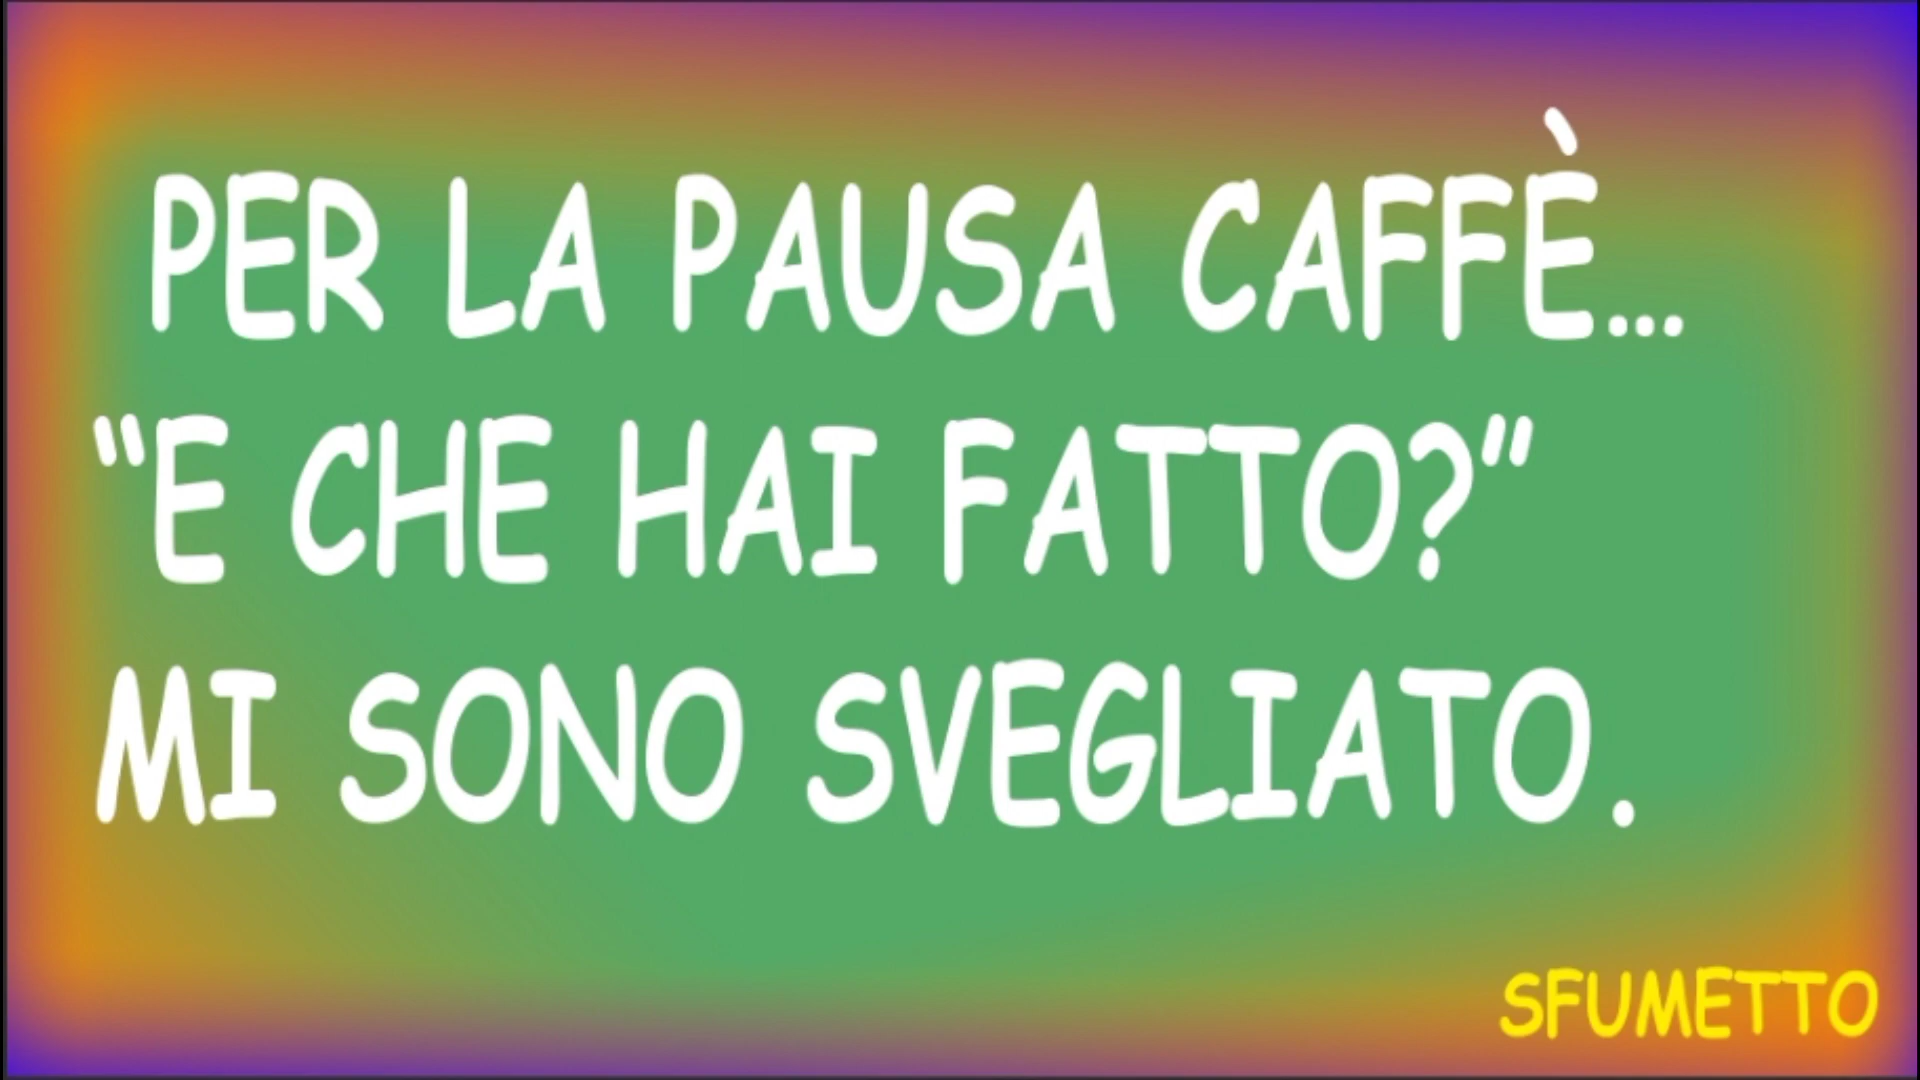 PER LA PAUSA CAFFÈ...
“E CHE HAI FATTO?”
MI SONO SVEGLIATO.
SFUMETTO